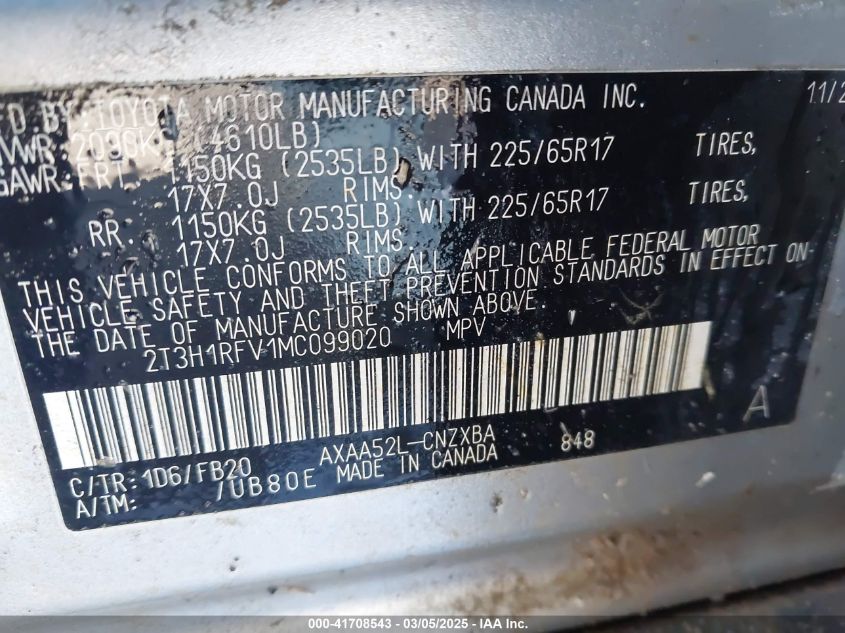 D BY TOYOTA MOTOR MANUFACTURING CANADA INC. 11/2
VWR 2090KG (4610LB)
GAWR FRT 1150KG (2535LB) WITH 225/65R17 TIRES,
17X7.0J RIMS,
RR. 1150KG (2535LB) WITH 225/65R17 TIRES,
17X7.0J RIMS.
THIS VEHICLE CONFORMS TO ALL APPLICABLE FEDERAL MOTOR
VEHICLE SAFETY AND THEFT PREVENTION STANDARDS IN EFFECT ON
THE DATE OF MANUFACTURE SHOWN ABOVE.
2T3H1RFV1MC099020 MPV
A
AXAA52L-CNZXBA 848
C/TR: 1D6/FB20 MADE IN CANADA
A/TM: /UB80E
000-41708543 – 03/05/2025 – IAA Inc.